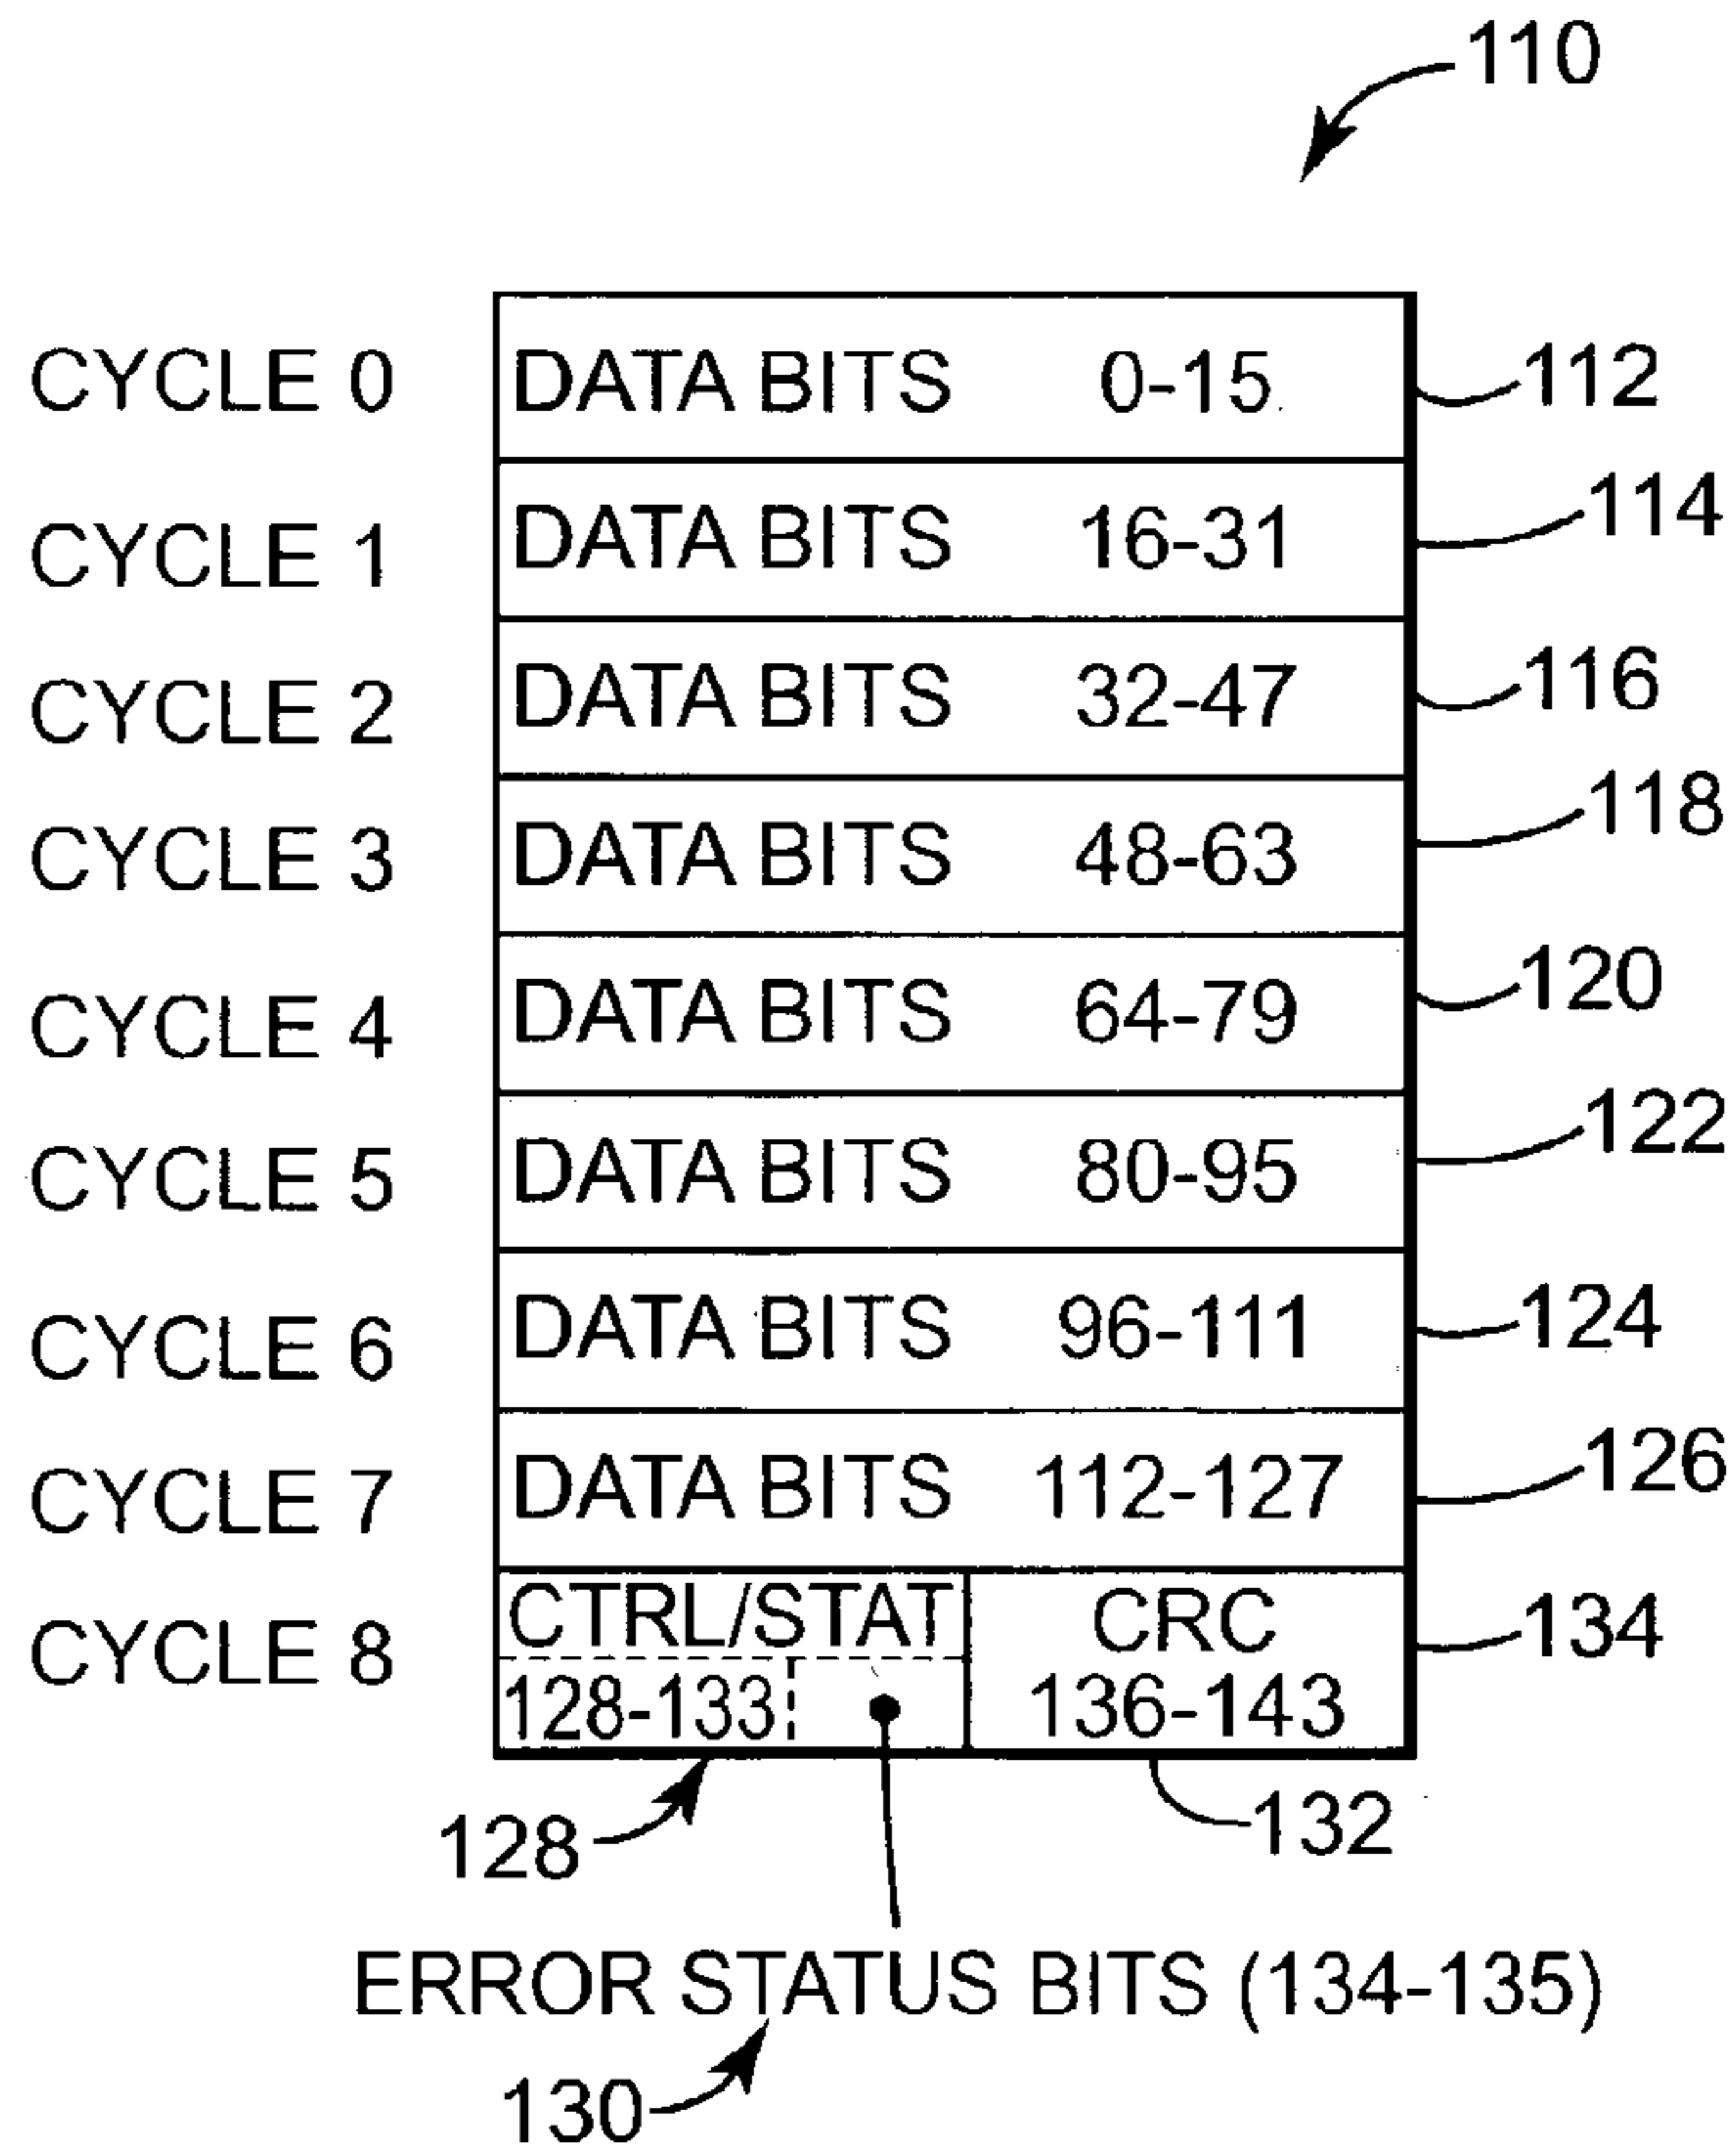 110
CYCLE 0 DATA BITS 0-15 112
CYCLE 1 DATA BITS 16-31 114
CYCLE 2 DATA BITS 32-47 116
CYCLE 3 DATA BITS 48-63 118
CYCLE 4 DATA BITS 64-79 120
CYCLE 5 DATA BITS 80-95 122
CYCLE 6 DATA BITS 96-111 124
CYCLE 7 DATA BITS 112-127 126
CYCLE 8 CTRL/STAT CRC 134
128-133 136-143
128 132
ERROR STATUS BITS (134-135)
130